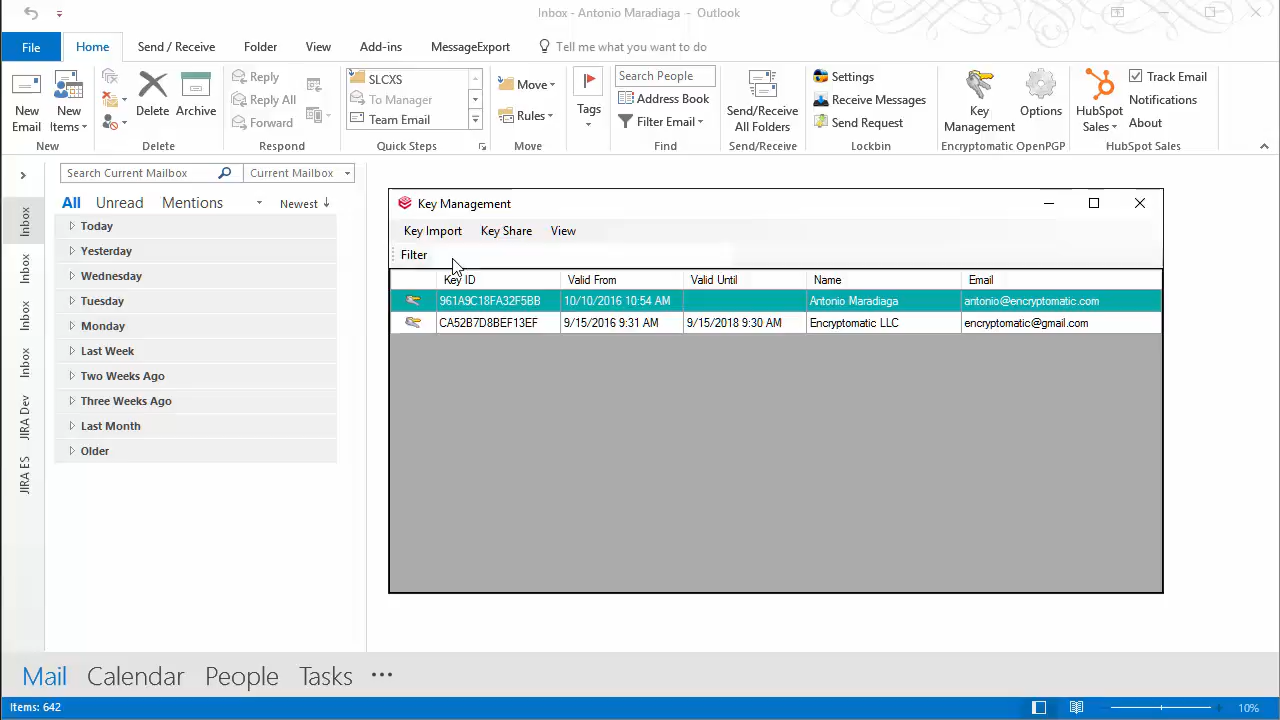 Inbox - Antonio Maradiaga - Outlook
File Home Send / Receive Folder View Add-ins MessageExport Tell me what you want to do
New Email
New Items
New
Delete
Archive
Delete
Reply
Reply All
Forward
Respond
SLCXS
To Manager
Team Email
Quick Steps
Move
Rules
Move
Tags
Search People
Address Book
Filter Email
Find
Send/Receive All Folders
Send/Receive
Settings
Receive Messages
Send Request
Lockbin
Key Management
Options
Encryptomatic OpenPGP
HubSpot Sales
Track Email
Notifications
About
HubSpot Sales
Search Current Mailbox Current Mailbox
All Unread Mentions Newest ↓
Today
Yesterday
Wednesday
Tuesday
Monday
Last Week
Two Weeks Ago
Three Weeks Ago
Last Month
Older
Inbox
Inbox
Inbox
Inbox
JIRA Dev
JIRA ES
Key Management
Key Import Key Share View
Filter
Key ID Valid From Valid Until Name Email
961A9C18FA32F5BB 10/10/2016 10:54 AM Antonio Maradiaga antonio@encryptomatic.com
CA52B7D8BEF13EF 9/15/2016 9:31 AM 9/15/2018 9:30 AM Encryptomatic LLC encryptomatic@gmail.com
Mail Calendar People Tasks •••
Items: 642
10%